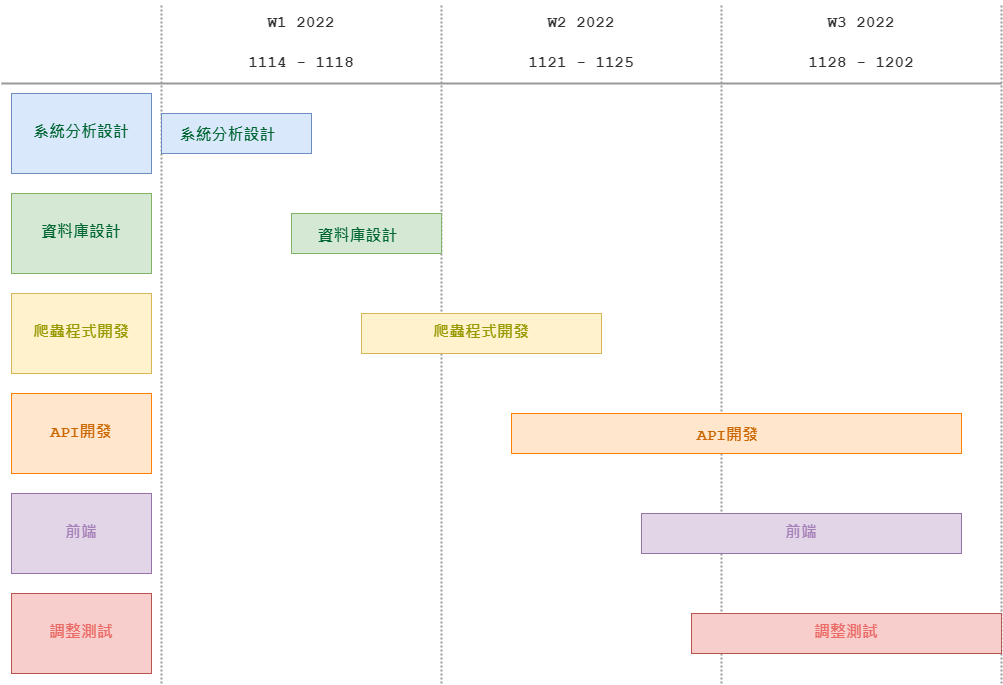 W1 2022
W2 2022
W3 2022
1114 - 1118
1121 - 1125
1128 - 1202
系統分析設計
系統分析設計
資料庫設計
資料庫設計
爬蟲程式開發
爬蟲程式開發
API開發
API開發
前端
前端
調整測試
調整測試